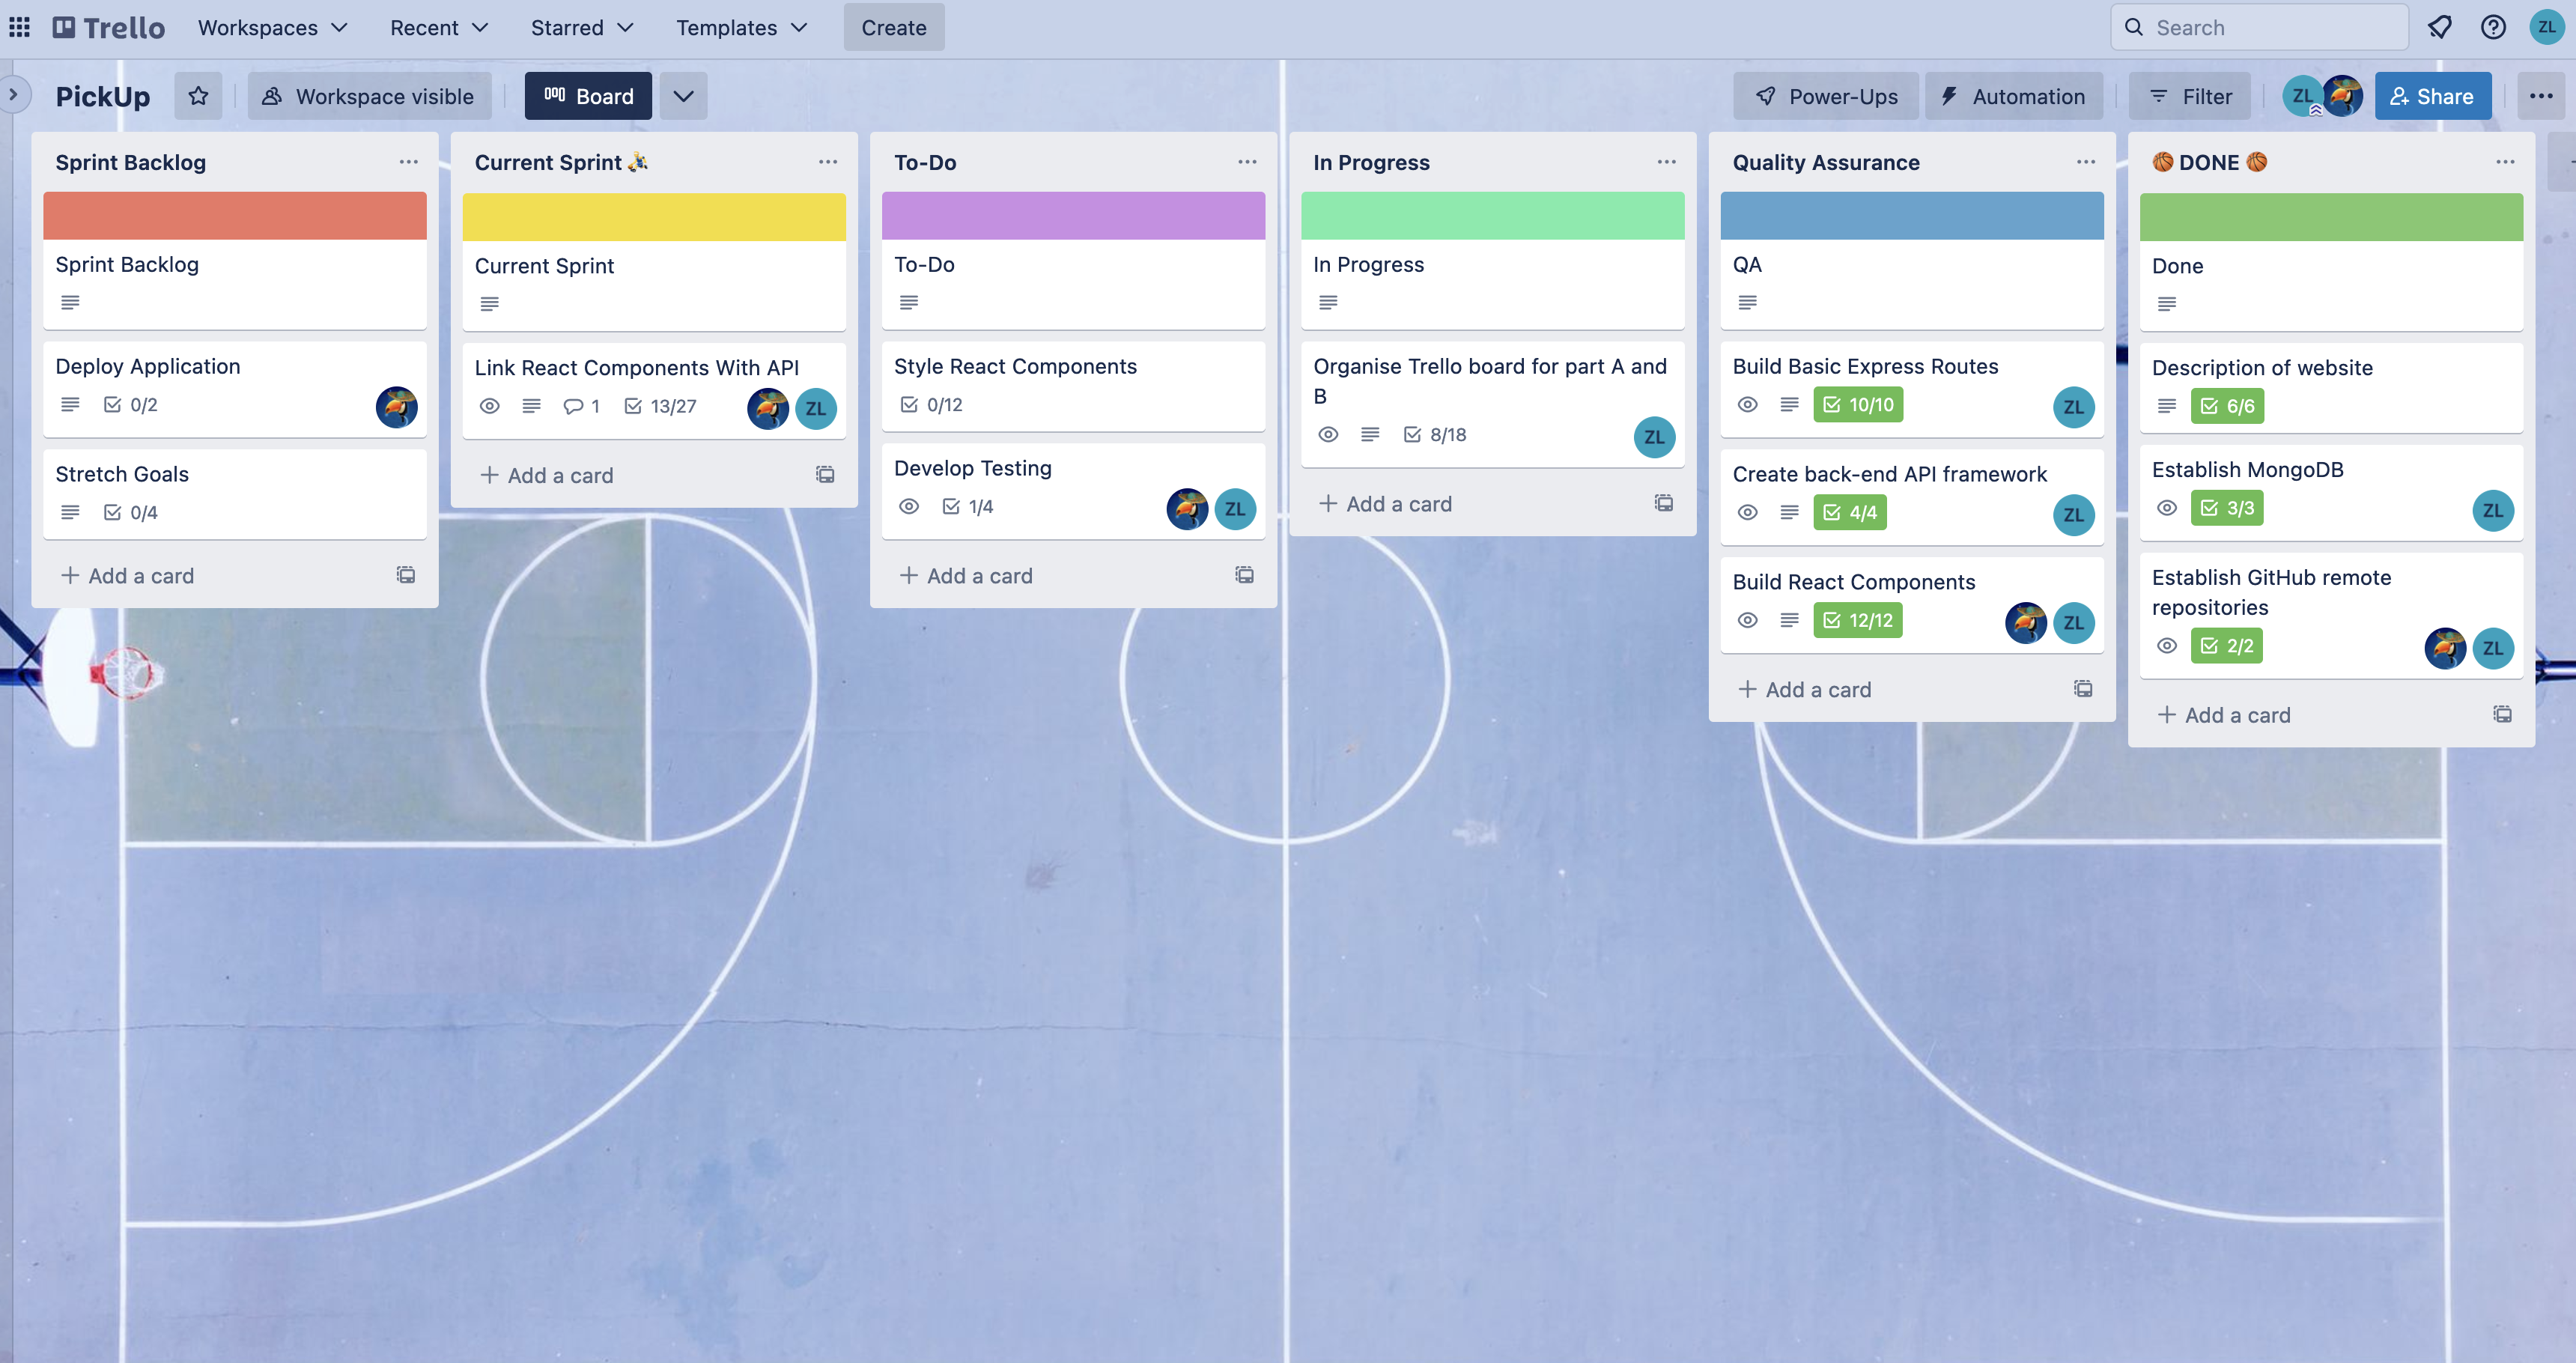 Trello Workspaces Recent Starred Templates Create Search ZL
PickUp Workspace visible Board Power-Ups Automation Filter ZL Share
Sprint Backlog
Sprint Backlog
Deploy Application
0/2
Stretch Goals
0/4
Add a card
Current Sprint
Current Sprint
Link React Components With API
1 13/27 ZL
Add a card
To-Do
To-Do
Style React Components
0/12
Develop Testing
1/4 ZL
Add a card
In Progress
In Progress
Organise Trello board for part A and
B
8/18 ZL
Add a card
Quality Assurance
QA
Build Basic Express Routes
10/10 ZL
Create back-end API framework
4/4 ZL
Build React Components
12/12 ZL
Add a card
🏀 DONE 🏀
Done
Description of website
6/6
Establish MongoDB
3/3 ZL
Establish GitHub remote
repositories
2/2 ZL
Add a card